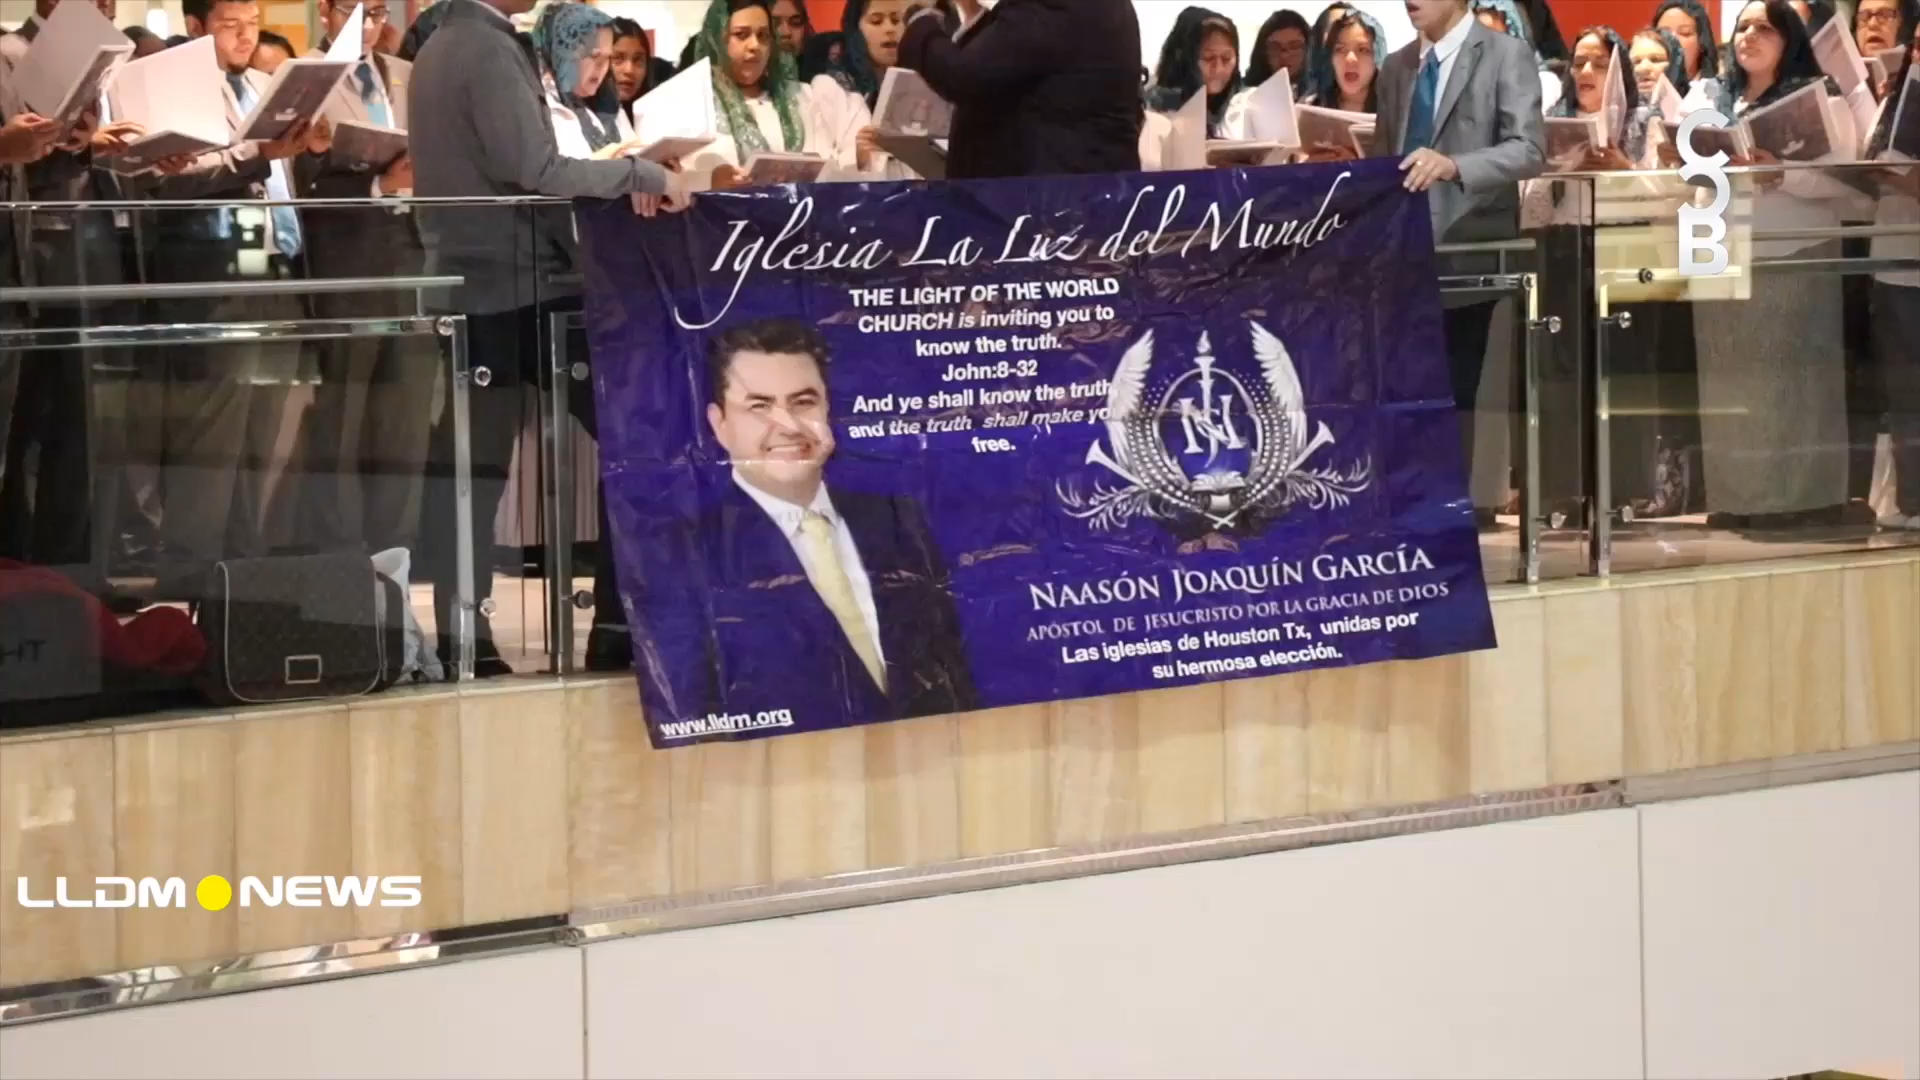 COB
Iglesia La Luz del Mundo
THE LIGHT OF THE WORLD
CHURCH is inviting you to
know the truth.
John:8-32
And ye shall know the truth
and the truth shall make yo
free.
NJG
NAASÓN JOAQUÍN GARCÍA
APÓSTOL DE JESUCRISTO POR LA GRACIA DE DIOS
Las iglesias de Houston Tx, unidas por
su hermosa elección.
www.lldm.org
LLDM NEWS